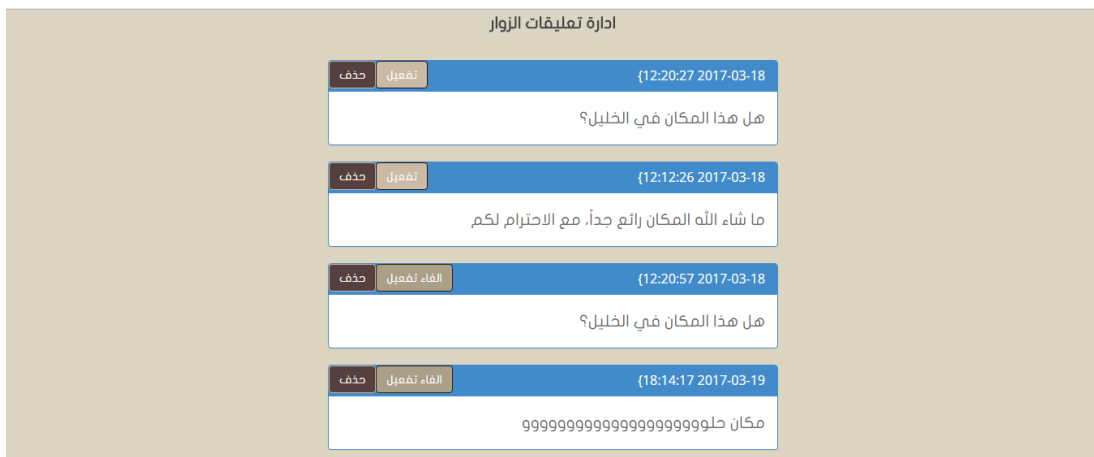 ادارة تعليقات الزوار
{12:20:27 2017-03-18 تفعيل حذف
هل هذا المكان في الخليل؟
{12:12:26 2017-03-18 تفعيل حذف
ما شاء الله المكان رائع جداً، مع الاحترام لكم
{12:20:57 2017-03-18 الغاء تفعيل حذف
هل هذا المكان في الخليل؟
{18:14:17 2017-03-19 الغاء تفعيل حذف
مكان حلوووووووووووووووووووووو